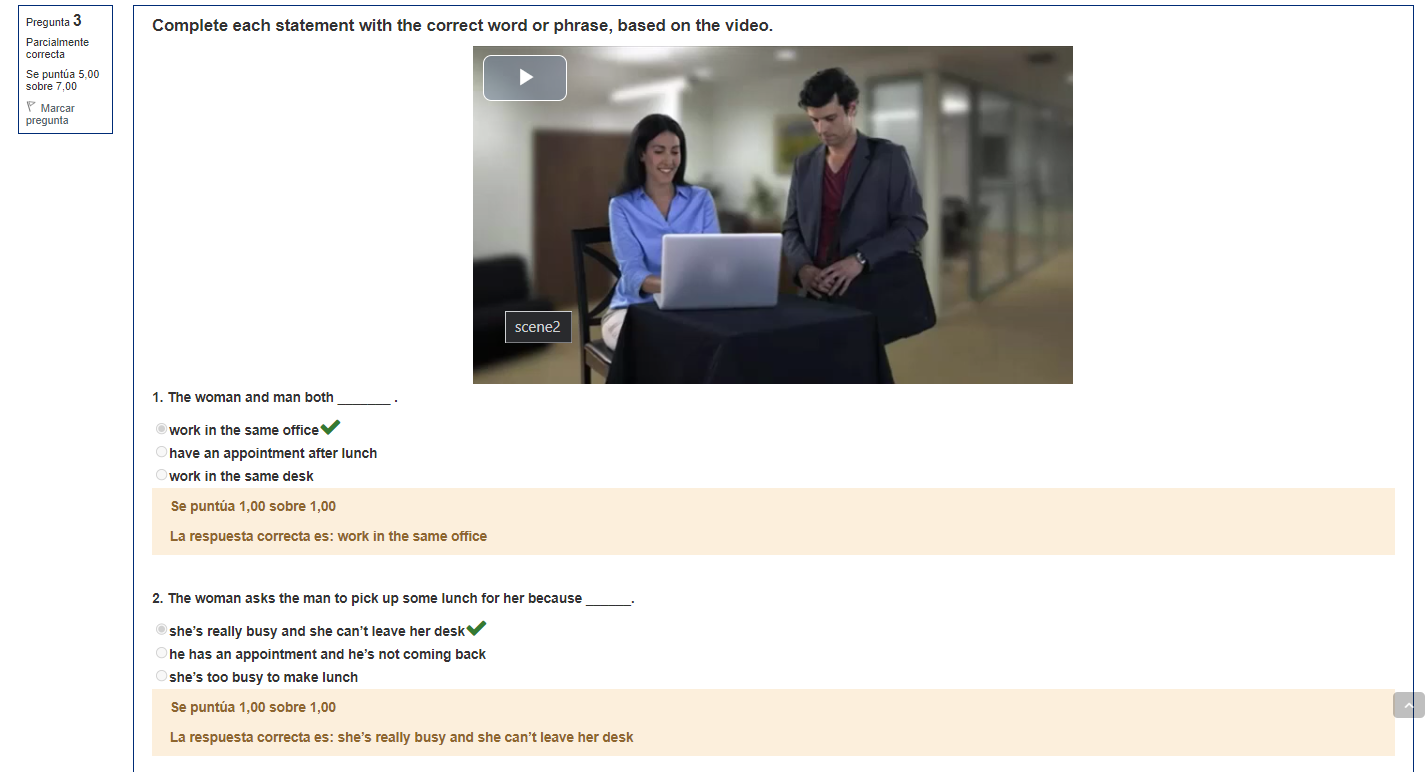 Pregunta 3
Parcialmente
correcta
Se puntúa 5,00
sobre 7,00
Marcar
pregunta
Complete each statement with the correct word or phrase, based on the video.
scene2
1. The woman and man both _______ .
work in the same office
have an appointment after lunch
work in the same desk
Se puntúa 1,00 sobre 1,00
La respuesta correcta es: work in the same office
2. The woman asks the man to pick up some lunch for her because ______.
she’s really busy and she can’t leave her desk
he has an appointment and he’s not coming back
she’s too busy to make lunch
Se puntúa 1,00 sobre 1,00
La respuesta correcta es: she’s really busy and she can’t leave her desk